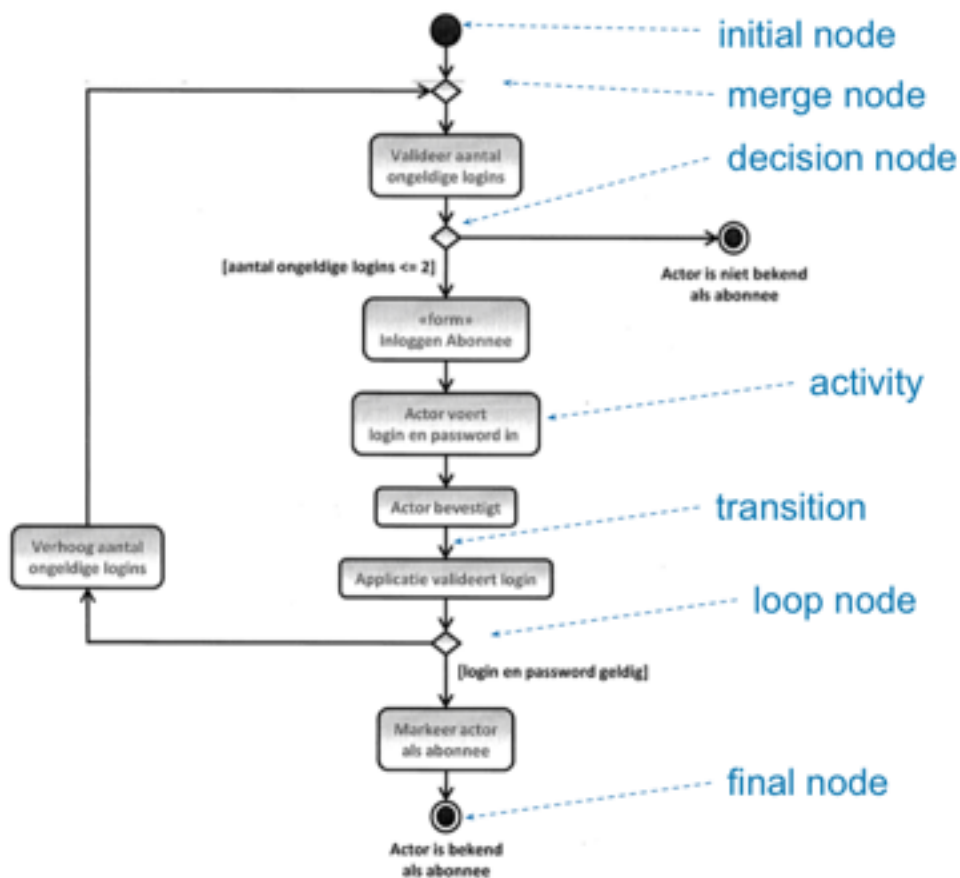 initial node
merge node
Valideer aantal
ongeldige logins
decision node
[aantal ongeldige logins <= 2]
Actor is niet bekend
als abonnee
«form»
Inloggen Abonnee
activity
Actor voert
login en password in
Actor bevestigt
transition
Verhoog aantal
ongeldige logins
Applicatie valideert login
loop node
[login en password geldig]
Markeer actor
als abonnee
final node
Actor is bekend
als abonnee